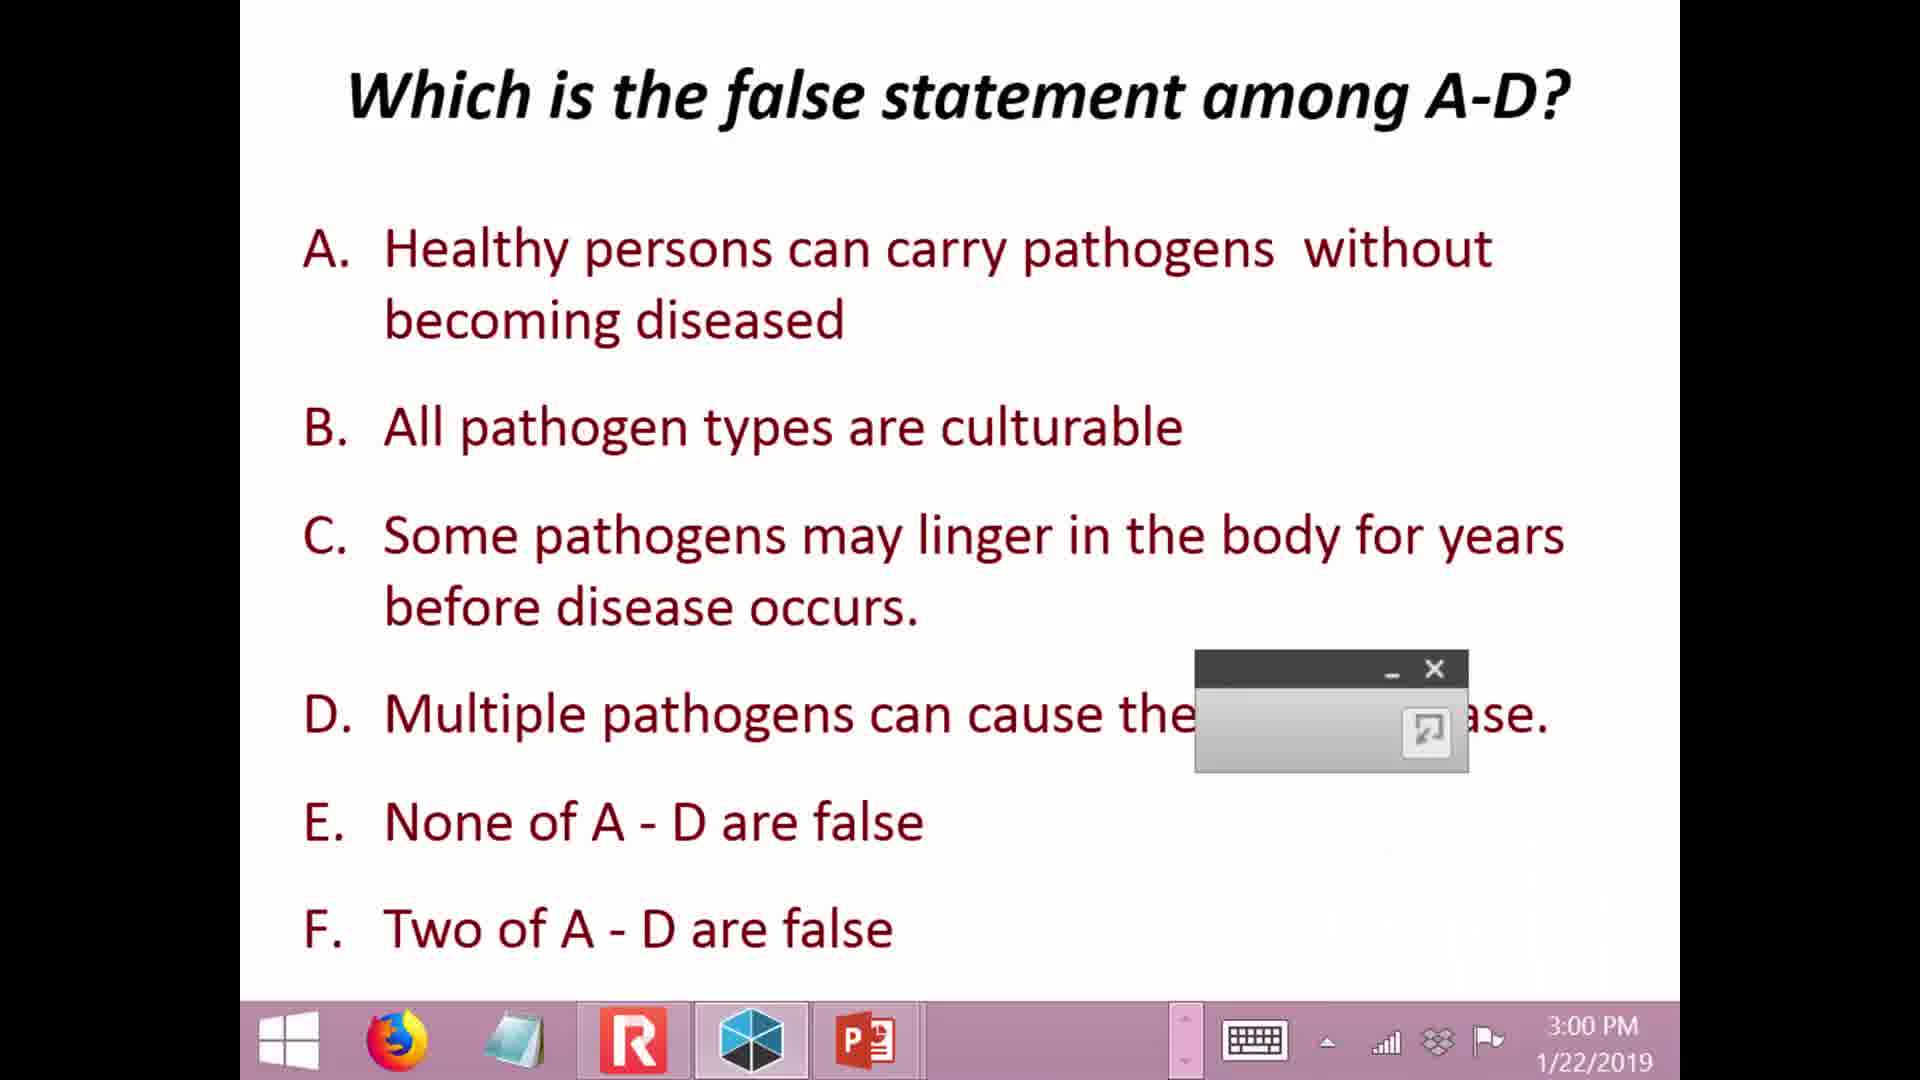 Which is the false statement among A-D?
A. Healthy persons can carry pathogens without
becoming diseased
B. All pathogen types are culturable
C. Some pathogens may linger in the body for years
before disease occurs.
D. Multiple pathogens can cause the ase.
E. None of A - D are false
F. Two of A - D are false
3:00 PM
1/22/2019